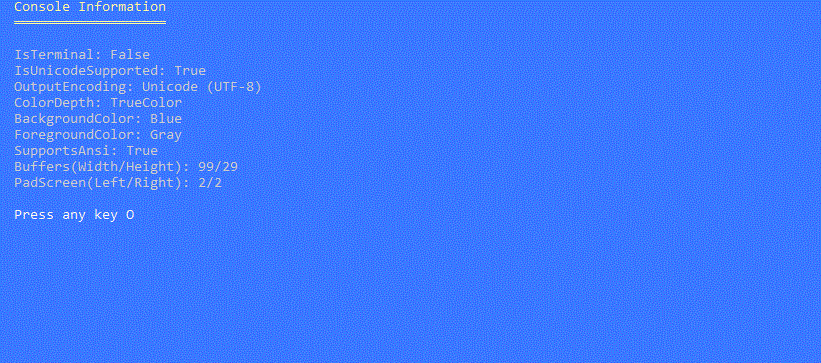 Console Information
═══════════════════
IsTerminal: False
IsUnicodeSupported: True
OutputEncoding: Unicode (UTF-8)
ColorDepth: TrueColor
BackgroundColor: Blue
ForegroundColor: Gray
SupportsAnsi: True
Buffers(Width/Height): 99/29
PadScreen(Left/Right): 2/2
Press any key O